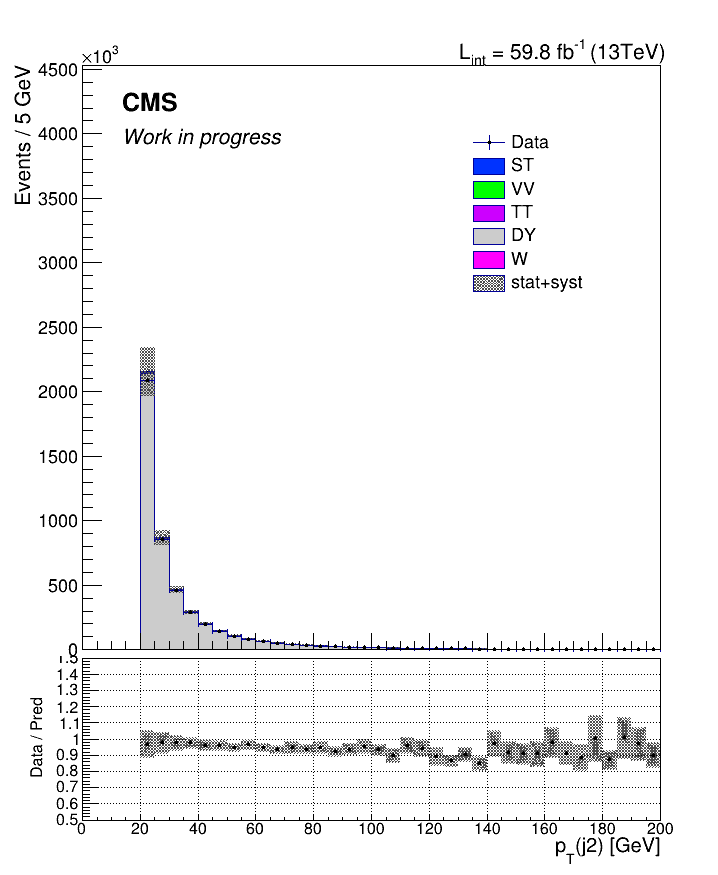 ×10³
L_int = 59.8 fb⁻¹ (13TeV)
Events / 5 GeV
4500
4000
3500
3000
2500
2000
1500
1000
500
0
CMS
Work in progress
Data
ST
VV
TT
DY
W
stat+syst
Data / Pred
1.5
1.4
1.3
1.2
1.1
1
0.9
0.8
0.7
0.6
0.5
0 20 40 60 80 100 120 140 160 180 200
p_T(j2) [GeV]